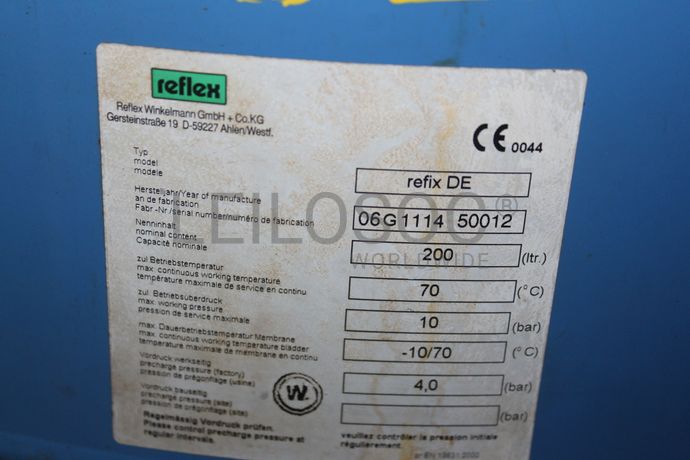 reflex
Reflex Winkelmann GmbH + Co.KG
Gersteinstraße 19 D-59227 Ahlen/Westf.
CE 0044
Typ
model
modele
refix DE
Herstelljahr/Year of manufacture
an de fabrication
Fabr.-Nr./serial number/numéro de fabrication
06G1114 50012
Nenninhalt
nominal content
Capacité nominale
200 (ltr.)
zul. Betriebstemperatur
max. continuous working temperature
température maximale de service en continu
70 (°C)
zul. Betriebsüberdruck
max. working pressure
pression de service maximale
10 (bar)
max. Dauerbetriebstemperatur Membrane
max. continuous working temperature bladder
temperature maximale de membrane en continu
-10/70 (°C)
Vordruck werkseitig
precharge pressure (factory)
pression de prégonflage (usine)
4,0 (bar)
Vordruck bauseitig
precharge pressure (site)
pression de prégonflage (site)
(bar)
W.
Regelmässig Vordruck prüfen.
Please control precharge pressure at
regular intervals.
veuillez contrôler la pression initiale
régulièrement.
LEILOSOC ®
WORLDWIDE